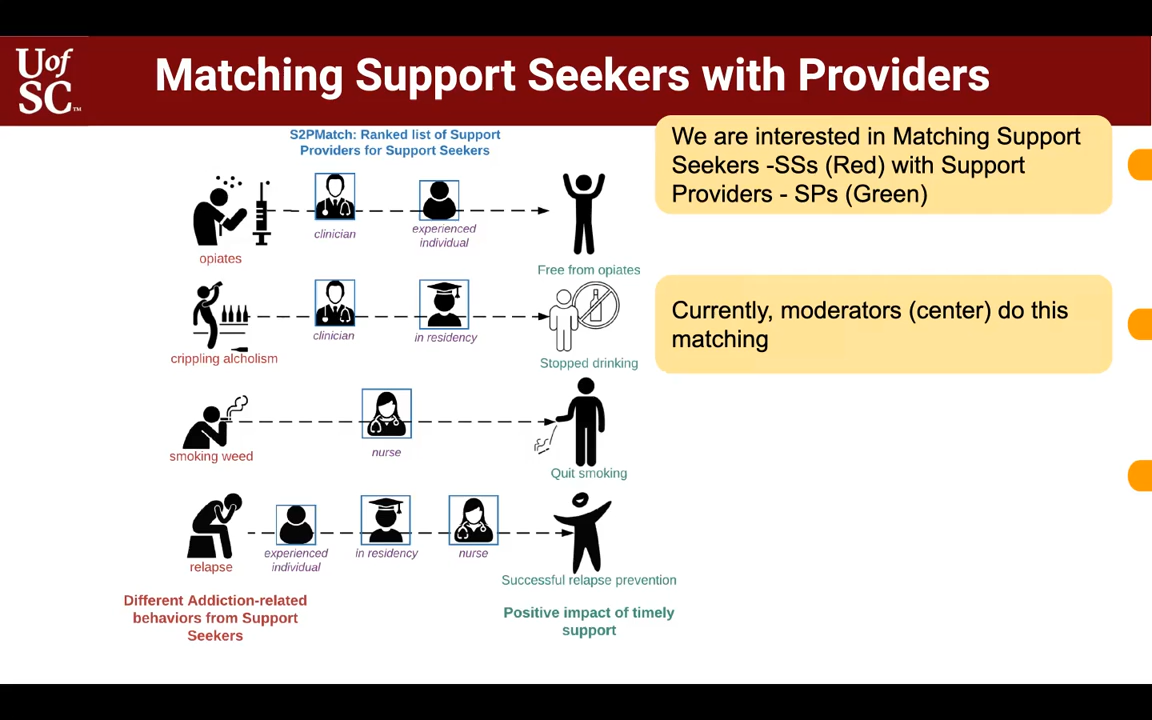 U of
SC™
Matching Support Seekers with Providers
S2PMatch: Ranked list of Support
Providers for Support Seekers
We are interested in Matching Support
Seekers -SSs (Red) with Support
Providers - SPs (Green)
opiates
clinician
experienced
individual
Free from opiates
Currently, moderators (center) do this
matching
crippling alcholism
clinician
in residency
Stopped drinking
smoking weed
nurse
Quit smoking
relapse
experienced
individual
in residency
nurse
Successful relapse prevention
Different Addiction-related
behaviors from Support
Seekers
Positive impact of timely
support